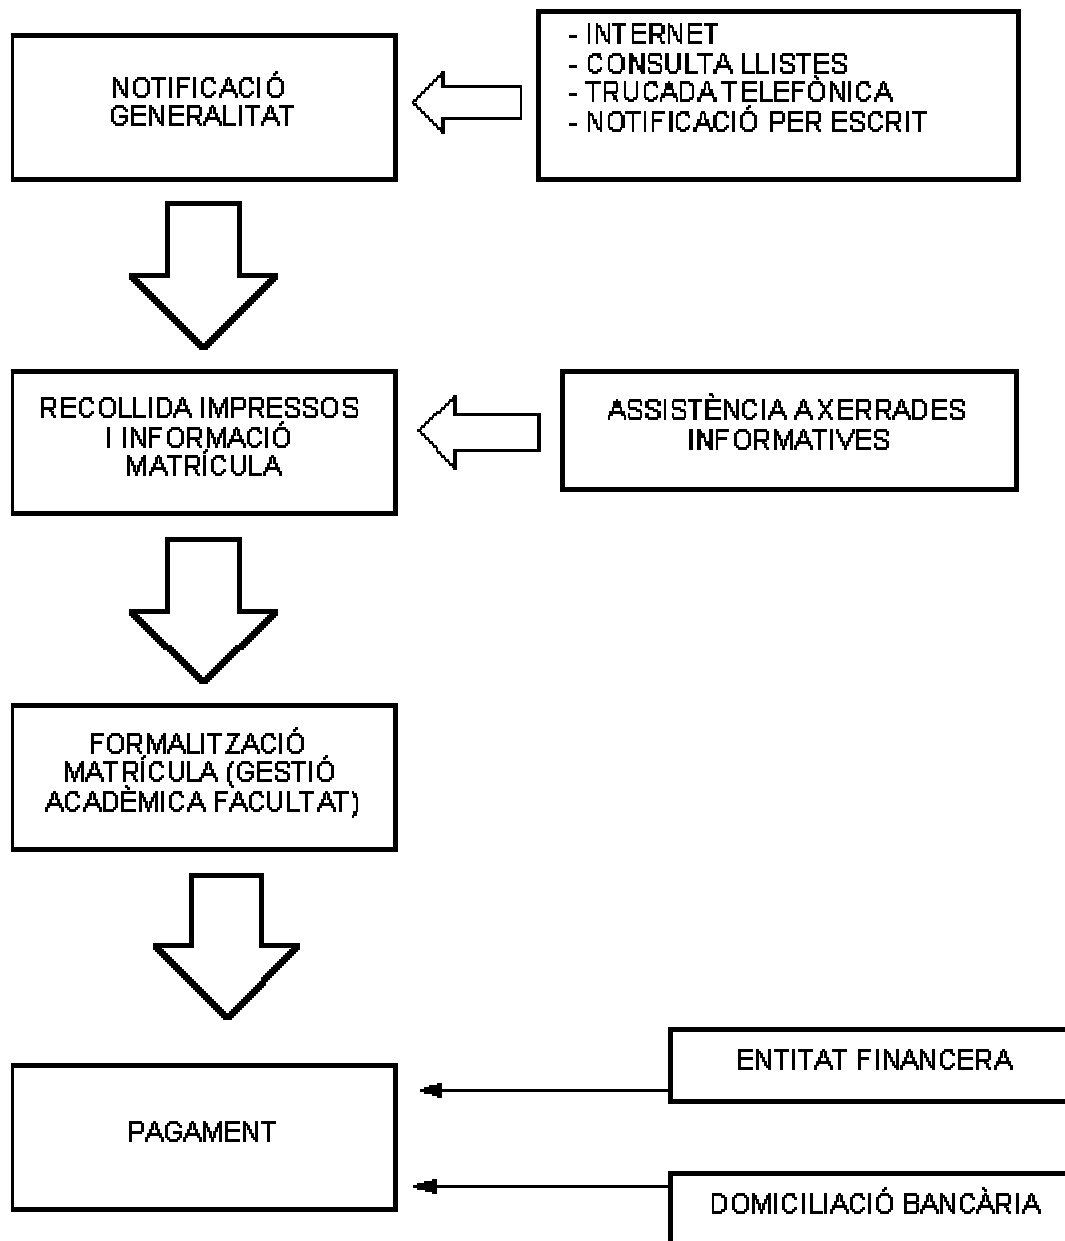 NOTIFICACIÓ
GENERALITAT
- INTERNET
- CONSULTA LLISTES
- TRUCADA TELEFÒNICA
- NOTIFICACIÓ PER ESCRIT
RECOLLIDA IMPRESSOS
I INFORMACIÓ
MATRÍCULA
ASSISTÈNCIA A XERRADES
INFORMATIVES
FORMALITZACIÓ
MATRÍCULA (GESTIÓ
ACADÈMICA FACULTAT)
PAGAMENT
ENTITAT FINANCERA
DOMICILIACIÓ BANCÀRIA